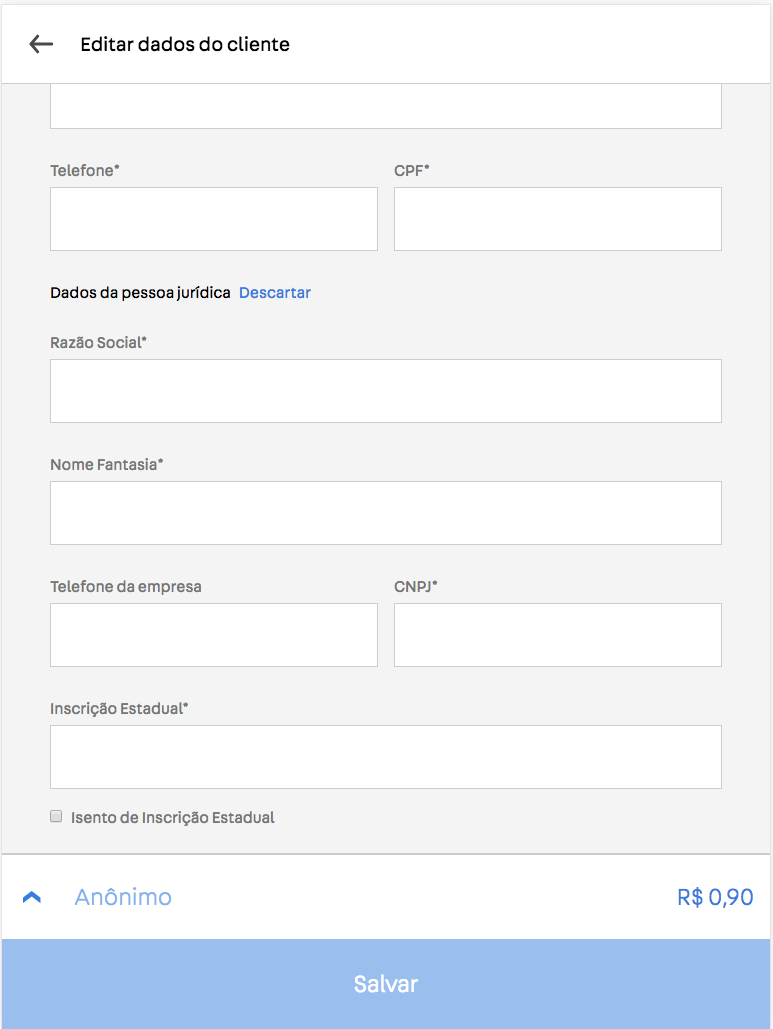 Editar dados do cliente
Telefone* CPF*
Dados da pessoa jurídica Descartar
Razão Social*
Nome Fantasia*
Telefone da empresa CNPJ*
Inscrição Estadual*
Isento de Inscrição Estadual
Anônimo R$ 0,90
Salvar